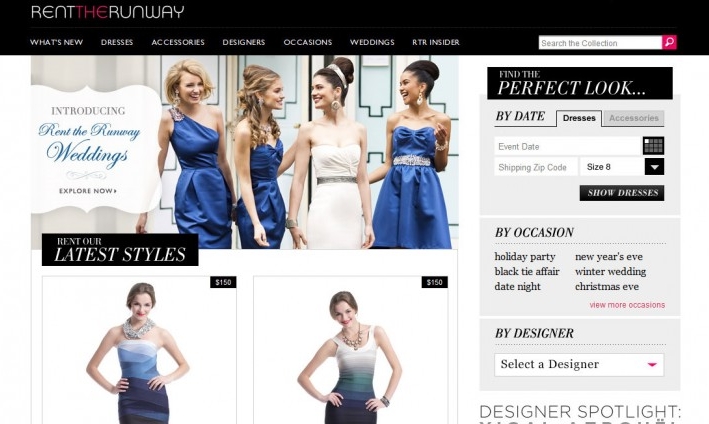 RENTTHERUNWAY
WHAT'S NEW DRESSES ACCESSORIES DESIGNERS OCCASIONS WEDDINGS RTR INSIDER
Search the Collection
INTRODUCING
Rent the Runway
Weddings
EXPLORE NOW
RENT OUR
LATEST STYLES
$150
$150
FIND THE
PERFECT LOOK...
BY DATE Dresses Accessories
Event Date
Shipping Zip Code Size 8
SHOW DRESSES
BY OCCASION
holiday party new year's eve
black tie affair winter wedding
date night christmas eve
view more occasions
BY DESIGNER
Select a Designer
DESIGNER SPOTLIGHT: